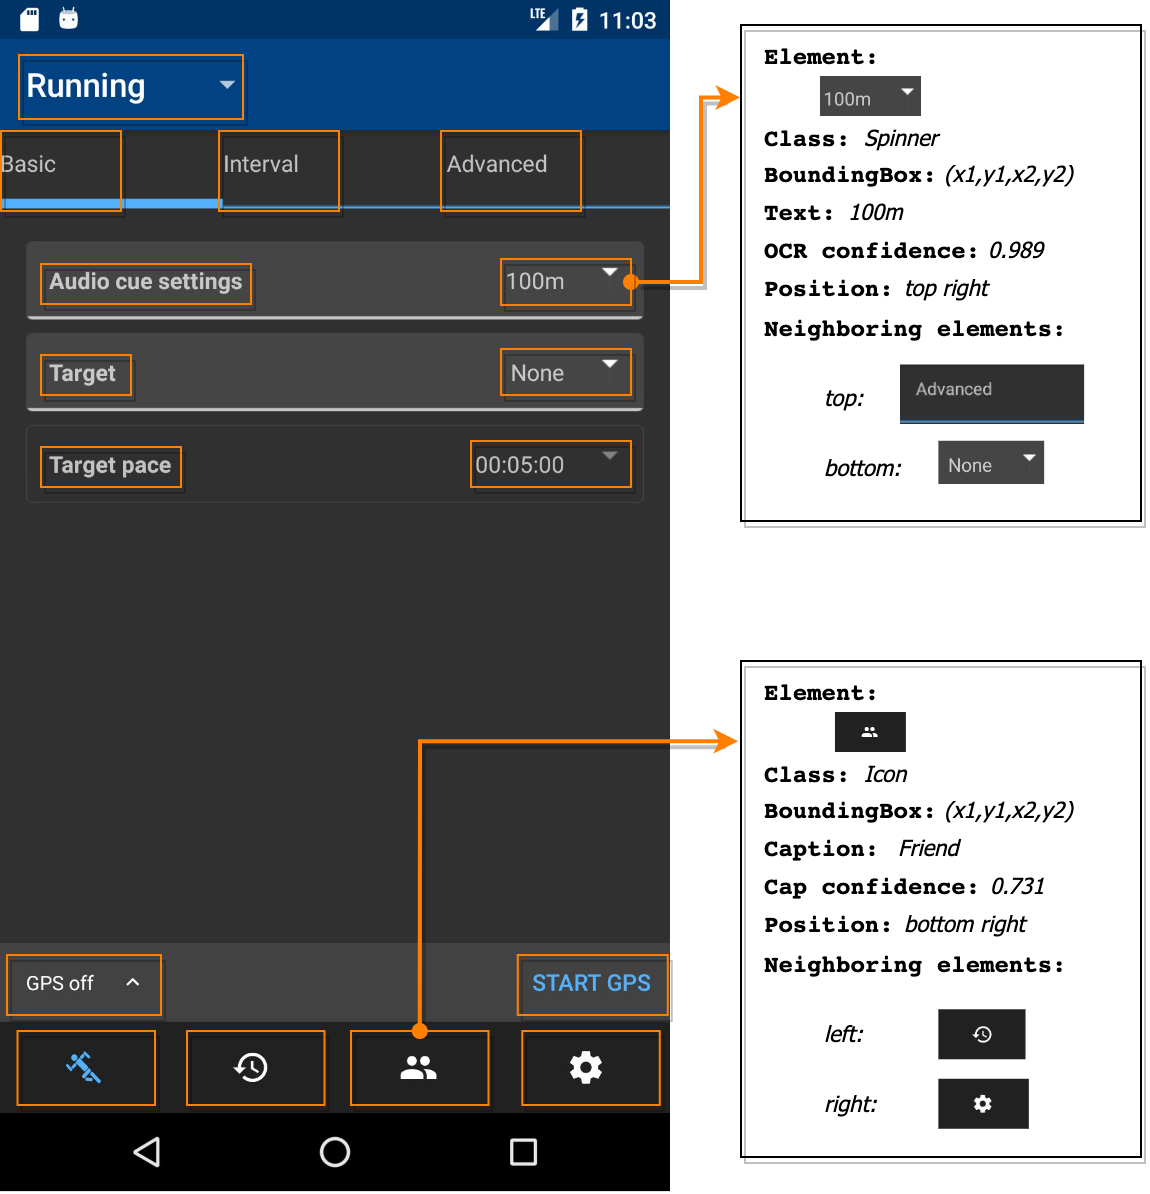 LTE 11:03
Running
Basic Interval Advanced
Audio cue settings 100m
Target None
Target pace 00:05:00
GPS off START GPS
Element:
100m
Class: Spinner
BoundingBox: (x1,y1,x2,y2)
Text: 100m
OCR confidence: 0.989
Position: top right
Neighboring elements:
top: Advanced
bottom: None
Element:
Class: Icon
BoundingBox: (x1,y1,x2,y2)
Caption: Friend
Cap confidence: 0.731
Position: bottom right
Neighboring elements:
left:
right: